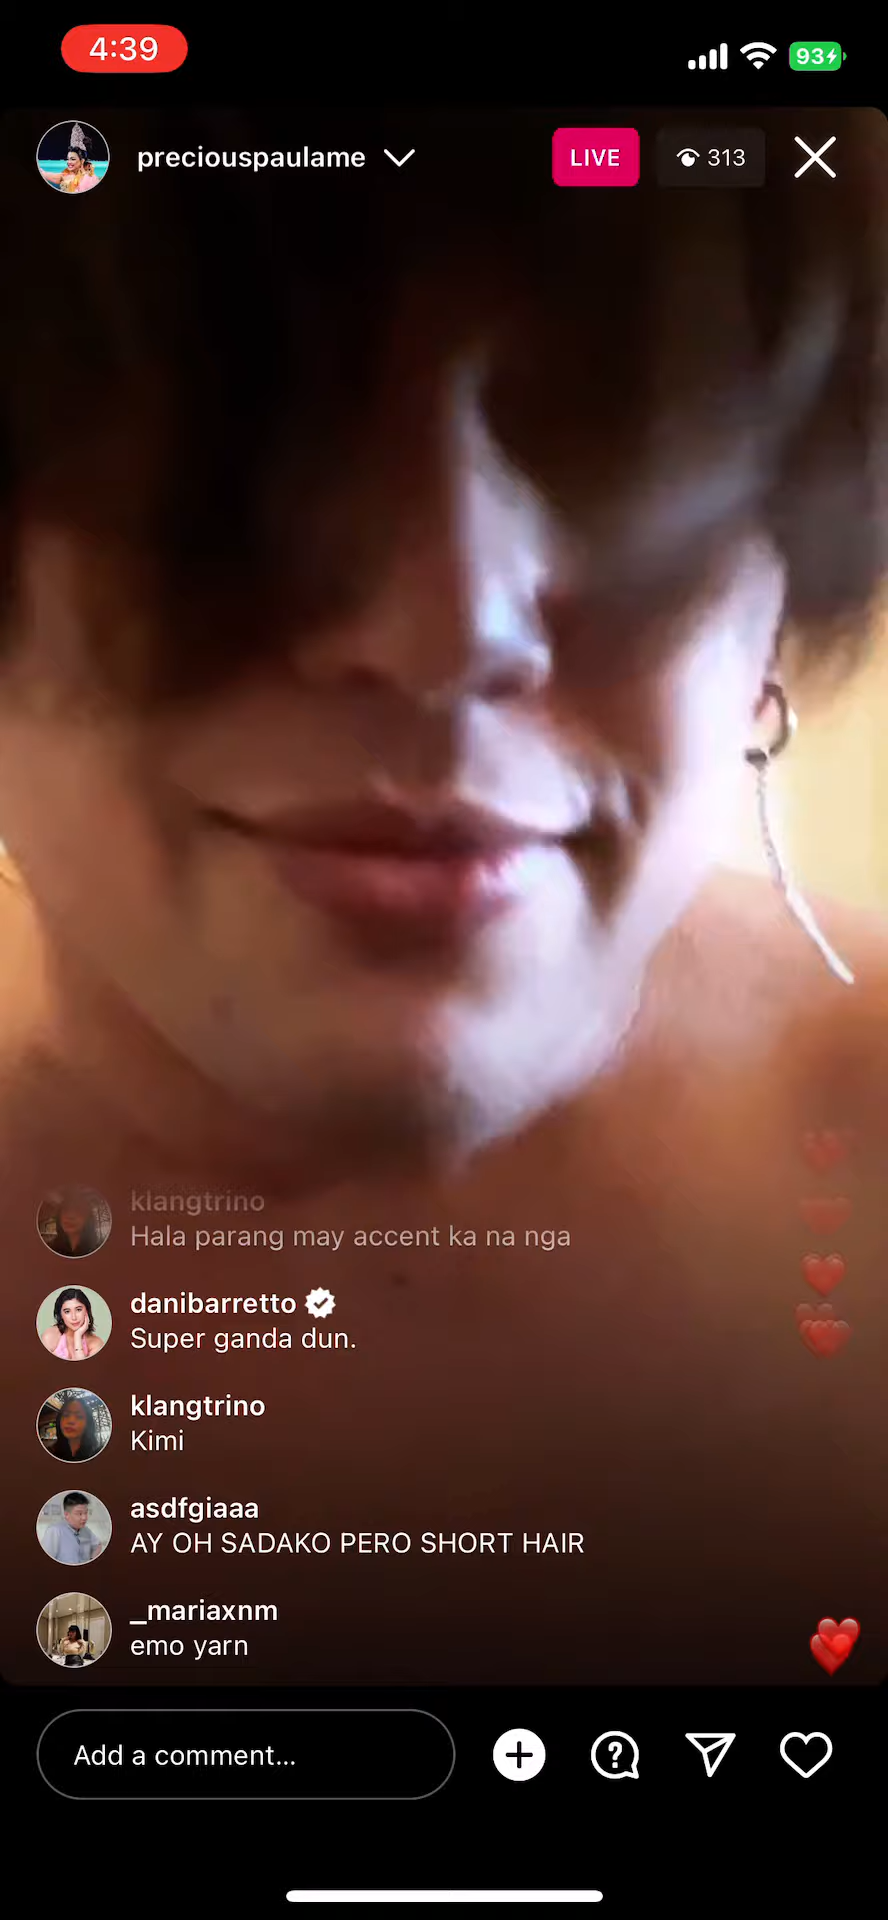 4:39
93
preciouspaulame
LIVE
313
klangtrino
Hala parang may accent ka na nga
danibarretto
Super ganda dun.
klangtrino
Kimi
asdfgiaaa
AY OH SADAKO PERO SHORT HAIR
_mariaxnm
emo yarn
Add a comment...